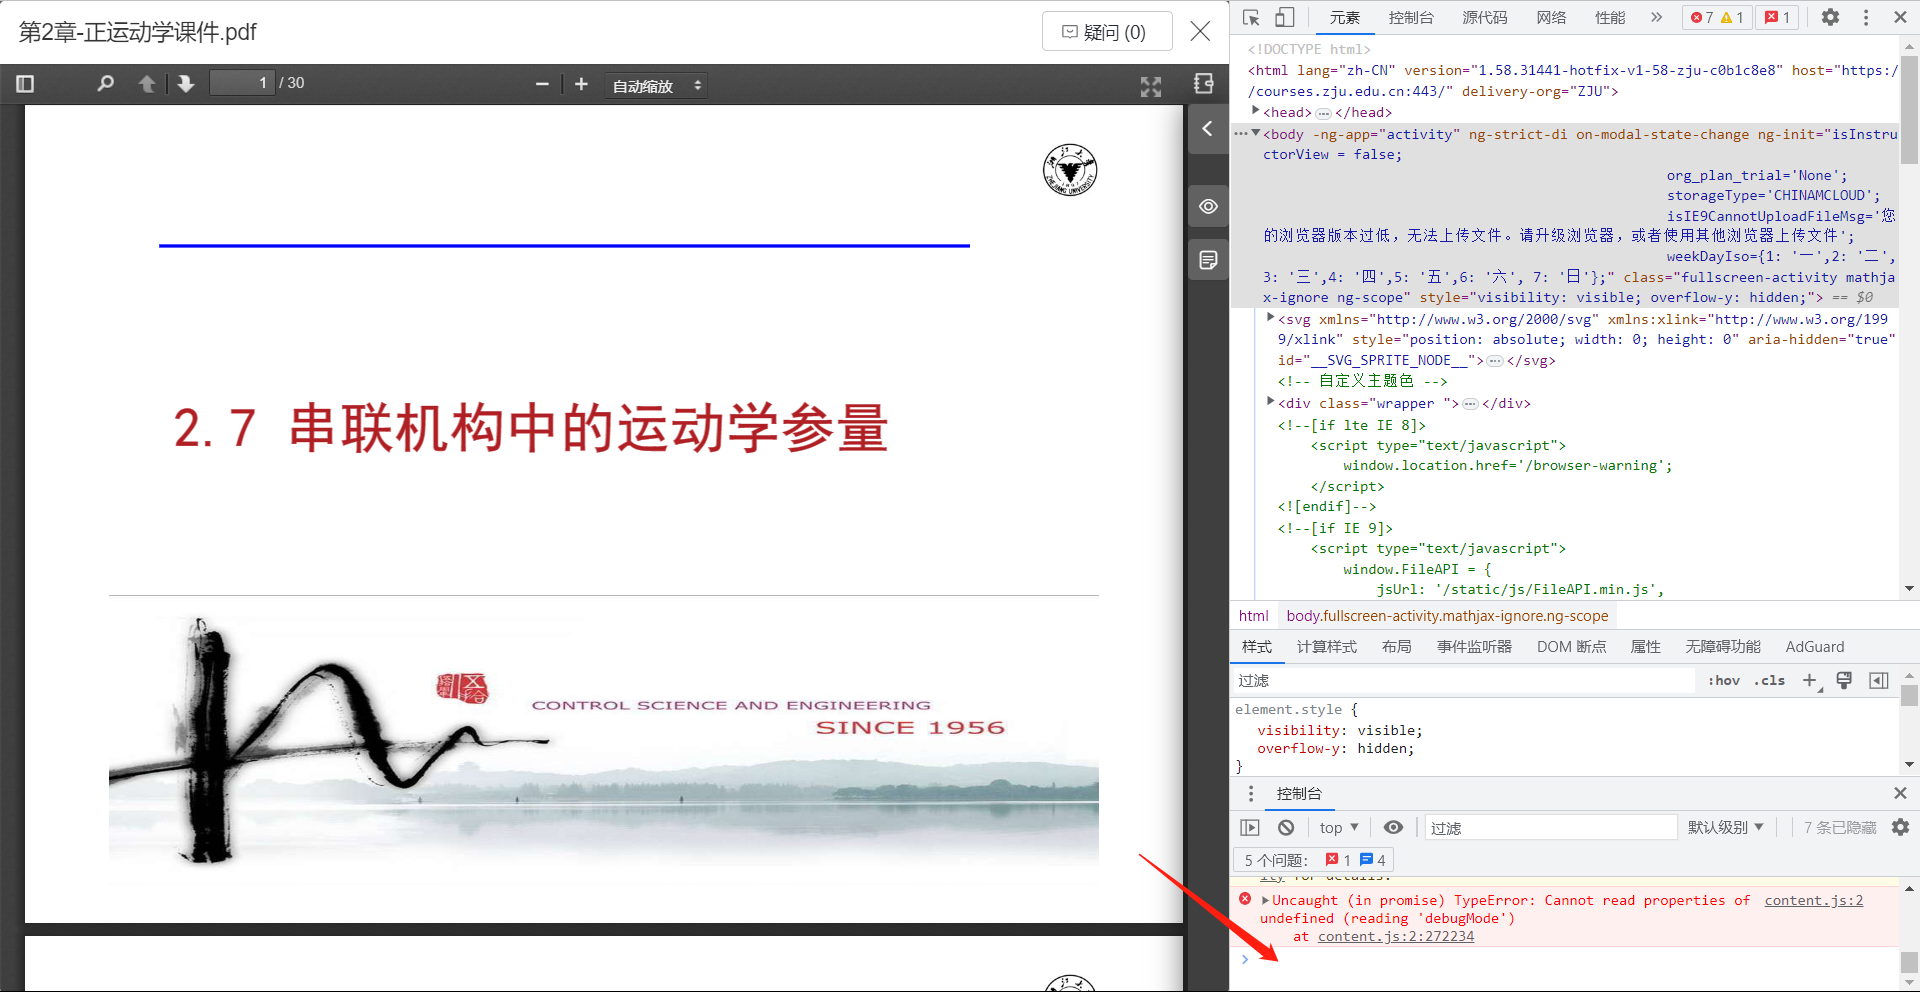 第2章-正运动学课件.pdf
疑问 (0)
1 / 30
自动缩放
2.7 串联机构中的运动学参量
CONTROL SCIENCE AND ENGINEERING
SINCE 1956
元素 控制台 源代码 网络 性能 » 7 1 1
<!DOCTYPE html>
<html lang="zh-CN" version="1.58.31441-hotfix-v1-58-zju-c0b1c8e8" host="https:/
/courses.zju.edu.cn:443/" delivery-org="ZJU">
<head>…</head>
<body -ng-app="activity" ng-strict-di on-modal-state-change ng-init="isInstru
ctorView = false;
org_plan_trial='None';
storageType='CHINAMCLOUD';
isIE9CannotUploadFileMsg='您
的浏览器版本过低，无法上传文件。请升级浏览器，或者使用其他浏览器上传文件';
weekDayIso={1: '一',2: '二',
3: '三',4: '四',5: '五',6: '六', 7: '日'};" class="fullscreen-activity mathja
x-ignore ng-scope" style="visibility: visible; overflow-y: hidden;"> == $0
<svg xmlns="http://www.w3.org/2000/svg" xmlns:xlink="http://www.w3.org/199
9/xlink" style="position: absolute; width: 0; height: 0" aria-hidden="true"
id="__SVG_SPRITE_NODE__">…</svg>
<!-- 自定义主题色 -->
<div class="wrapper ">…</div>
<!--[if lte IE 8]>
<script type="text/javascript">
window.location.href='/browser-warning';
</script>
<![endif]-->
<!--[if IE 9]>
<script type="text/javascript">
window.FileAPI = {
jsUrl: '/static/js/FileAPI.min.js',
html body.fullscreen-activity.mathjax-ignore.ng-scope
样式 计算样式 布局 事件监听器 DOM 断点 属性 无障碍功能 AdGuard
过滤 :hov .cls
element.style {
visibility: visible;
overflow-y: hidden;
}
控制台
top 过滤 默认级别 7 条已隐藏
5 个问题: 1 4
ity for details.
Uncaught (in promise) TypeError: Cannot read properties of content.js:2
undefined (reading 'debugMode')
at content.js:2:272234